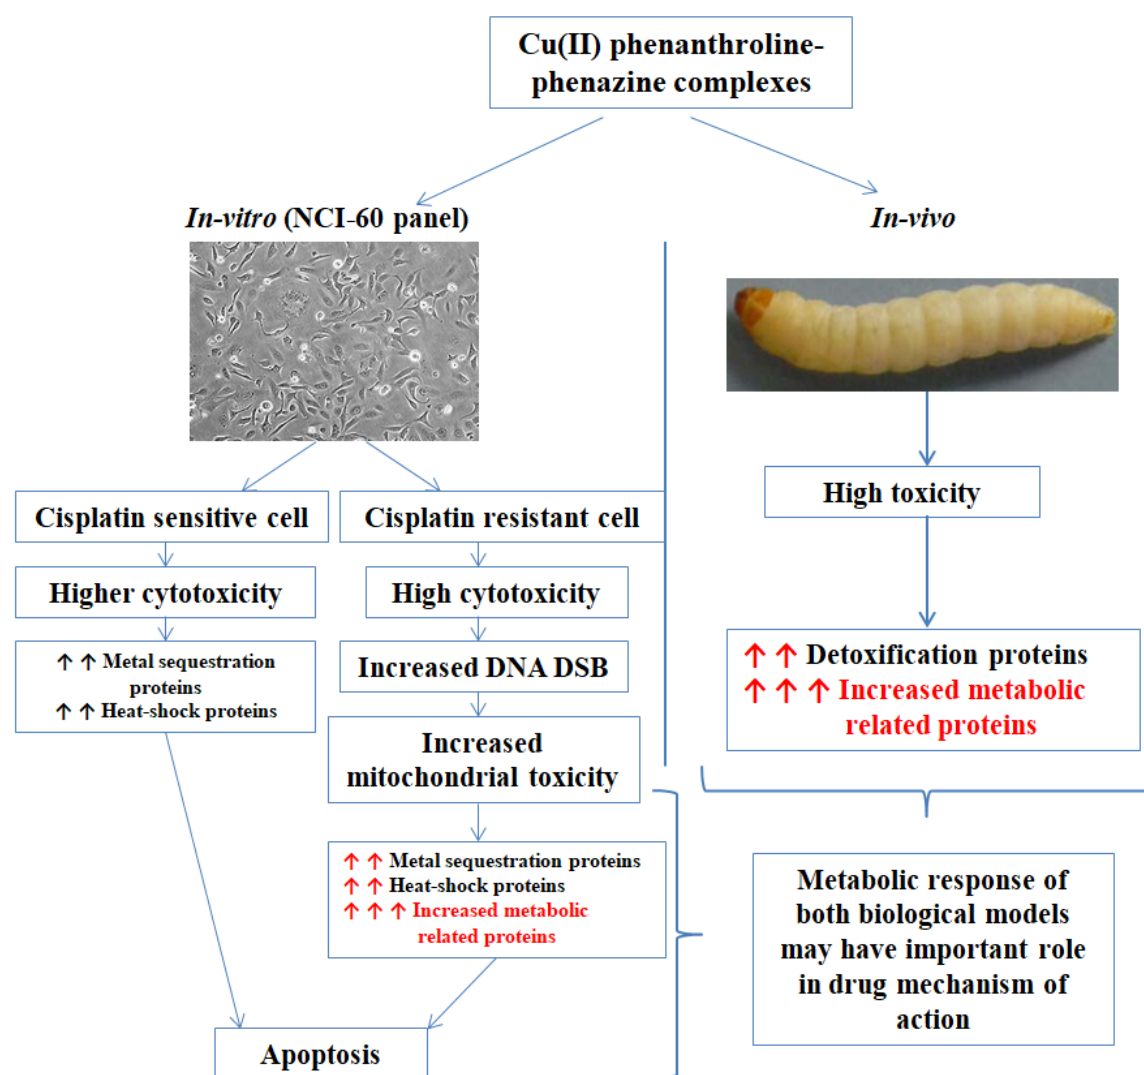 Cu(II) phenanthroline-
phenazine complexes
In-vitro (NCI-60 panel)
In-vivo
Cisplatin sensitive cell
Cisplatin resistant cell
High toxicity
Higher cytotoxicity
High cytotoxicity
↑ ↑ Metal sequestration
proteins
↑ ↑ Heat-shock proteins
Increased DNA DSB
↑ ↑ Detoxification proteins
↑ ↑ ↑ Increased metabolic
related proteins
Increased
mitochondrial toxicity
↑ ↑ Metal sequestration proteins
↑ ↑ Heat-shock proteins
↑ ↑ ↑ Increased metabolic
related proteins
Metabolic response of
both biological models
may have important role
in drug mechanism of
action
Apoptosis